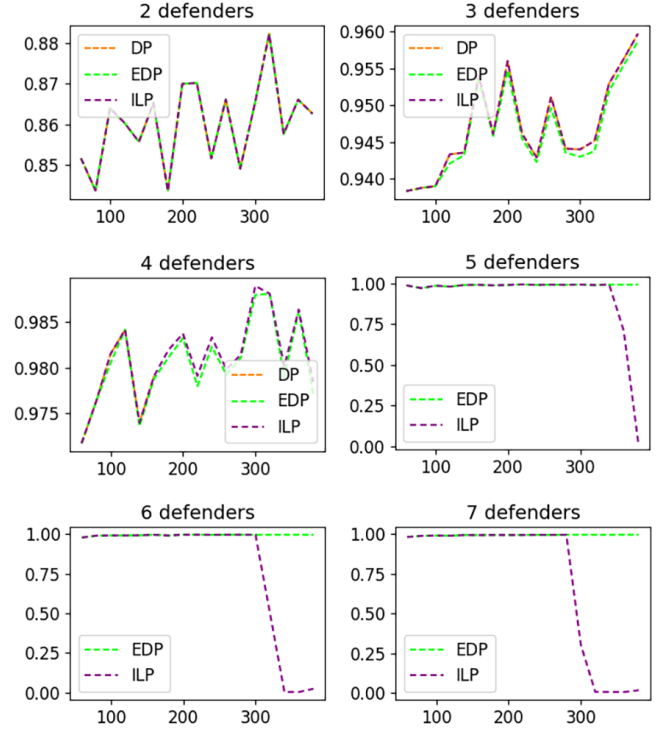 2 defenders
0.88
0.87
0.86
0.85
DP
EDP
ILP
100 200 300
3 defenders
0.960
0.955
0.950
0.945
0.940
DP
EDP
ILP
100 200 300
4 defenders
0.985
0.980
0.975
DP
EDP
ILP
100 200 300
5 defenders
1.00
0.75
0.50
0.25
0.00
EDP
ILP
100 200 300
6 defenders
1.00
0.75
0.50
0.25
0.00
EDP
ILP
100 200 300
7 defenders
1.00
0.75
0.50
0.25
0.00
EDP
ILP
100 200 300